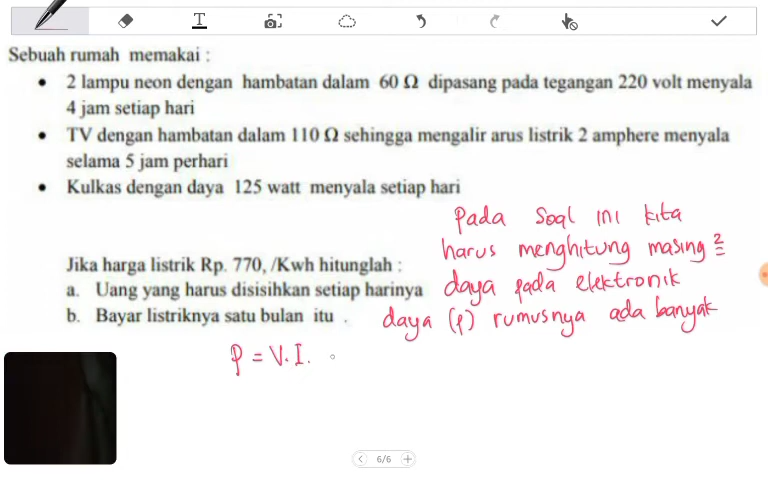 Sebuah rumah memakai :
• 2 lampu neon dengan hambatan dalam 60 Ω dipasang pada tegangan 220 volt menyala
4 jam setiap hari
• TV dengan hambatan dalam 110 Ω sehingga mengalir arus listrik 2 amphere menyala
selama 5 jam perhari
• Kulkas dengan daya 125 watt menyala setiap hari
Pada Soal ini kita
harus menghitung masing 2
Jika harga listrik Rp. 770, /Kwh hitunglah :
a. Uang yang harus disisihkan setiap harinya
daya pada elektronik
b. Bayar listriknya satu bulan itu .
daya (P) rumusnya ada banyak
P = V.I.
6/6